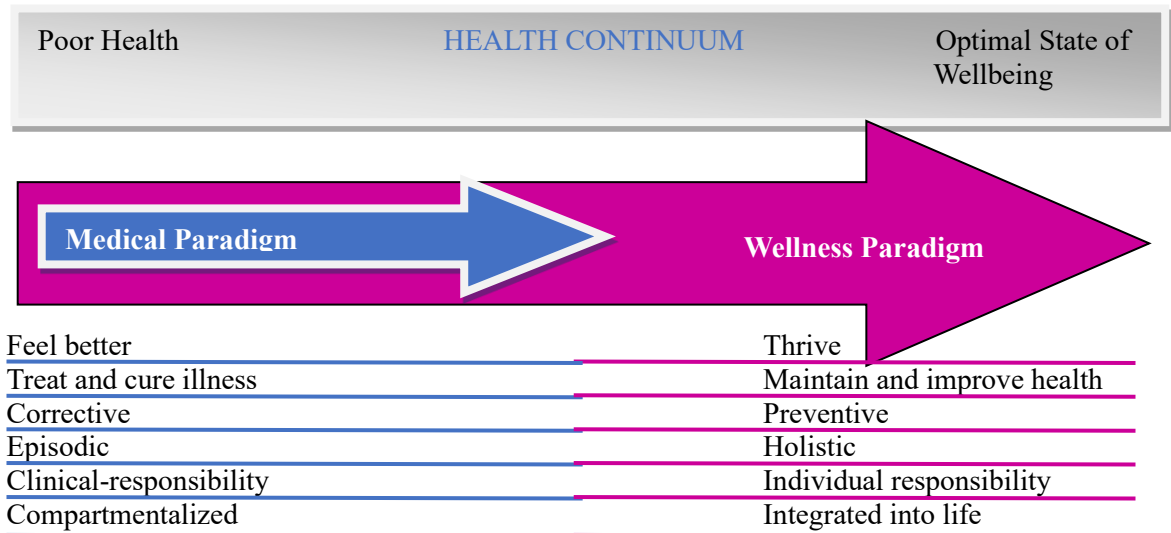 Poor Health HEALTH CONTINUUM Optimal State of
Wellbeing
Medical Paradigm
Wellness Paradigm
Feel better Thrive
Treat and cure illness Maintain and improve health
Corrective Preventive
Episodic Holistic
Clinical-responsibility Individual responsibility
Compartmentalized Integrated into life